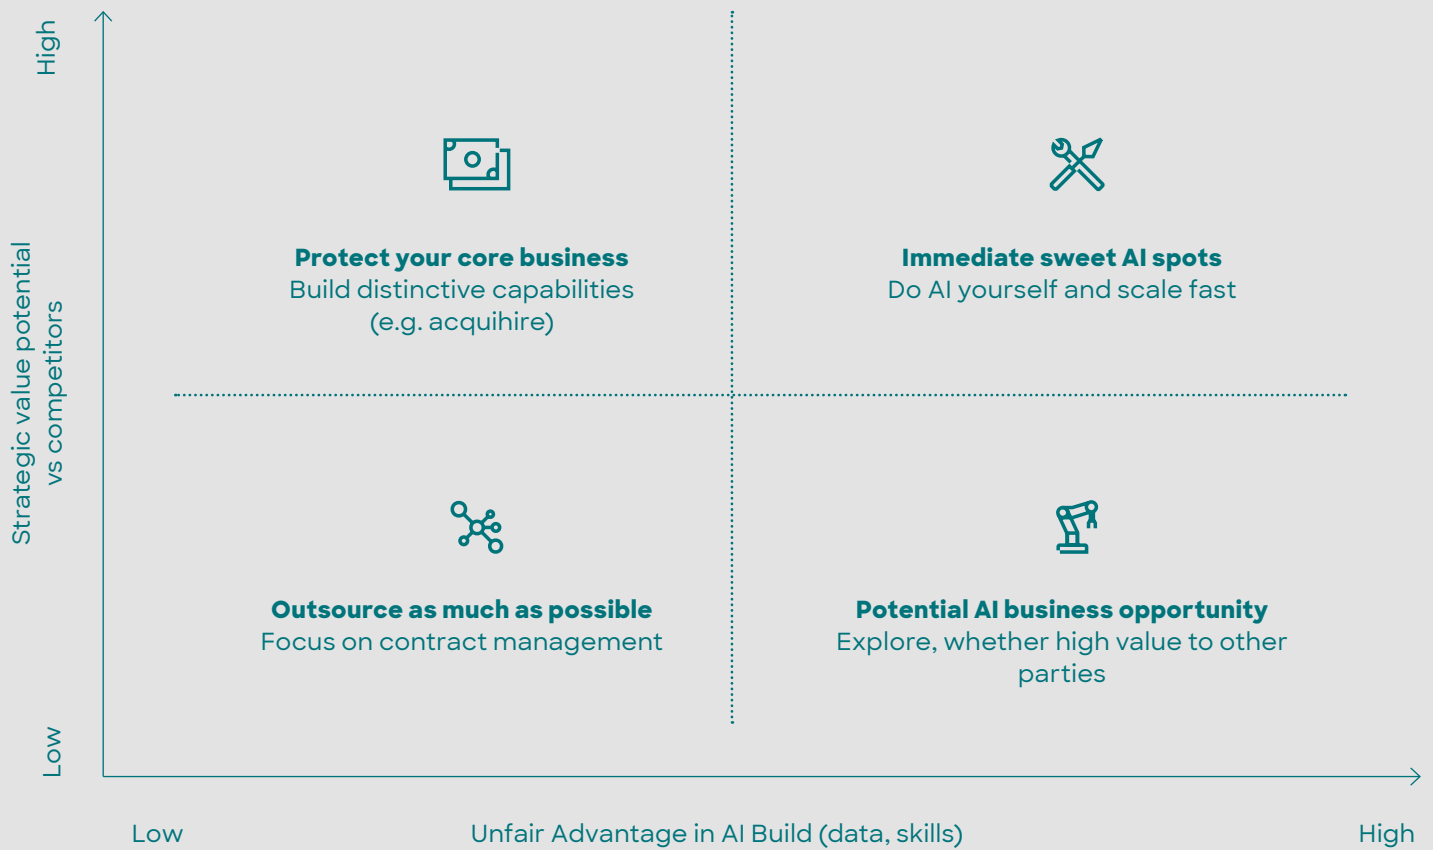 High
Strategic value potential
vs competitors
Low
Protect your core business
Build distinctive capabilities
(e.g. acquihire)
Immediate sweet AI spots
Do AI yourself and scale fast
Outsource as much as possible
Focus on contract management
Potential AI business opportunity
Explore, whether high value to other
parties
Low
Unfair Advantage in AI Build (data, skills)
High